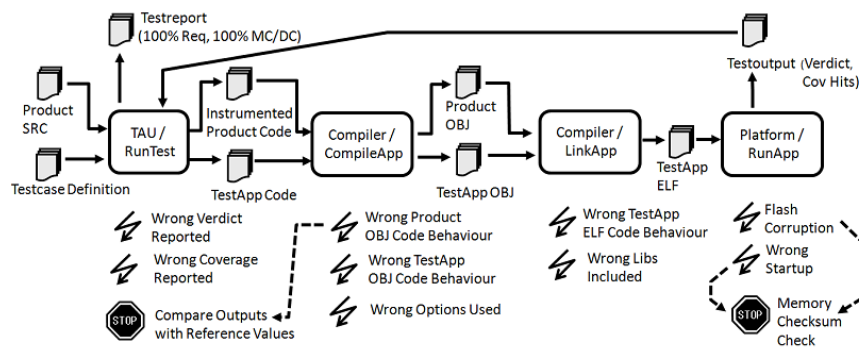 Testreport
(100% Req, 100% MC/DC)
Testoutput (Verdict,
Cov Hits)
Product
SRC
TAU /
RunTest
Instrumented
Product Code
Compiler /
CompileApp
Product
OBJ
Compiler /
LinkApp
Platform /
RunApp
Testcase Definition
TestApp Code
TestApp OBJ
TestApp
ELF
Wrong Verdict
Reported
Wrong Product
OBJ Code Behaviour
Wrong TestApp
ELF Code Behaviour
Flash
Corruption
Wrong Coverage
Reported
Wrong TestApp
OBJ Code Behaviour
Wrong Libs
Included
Wrong
Startup
STOP
Compare Outputs
with Reference Values
Wrong Options Used
STOP
Memory
Checksum
Check